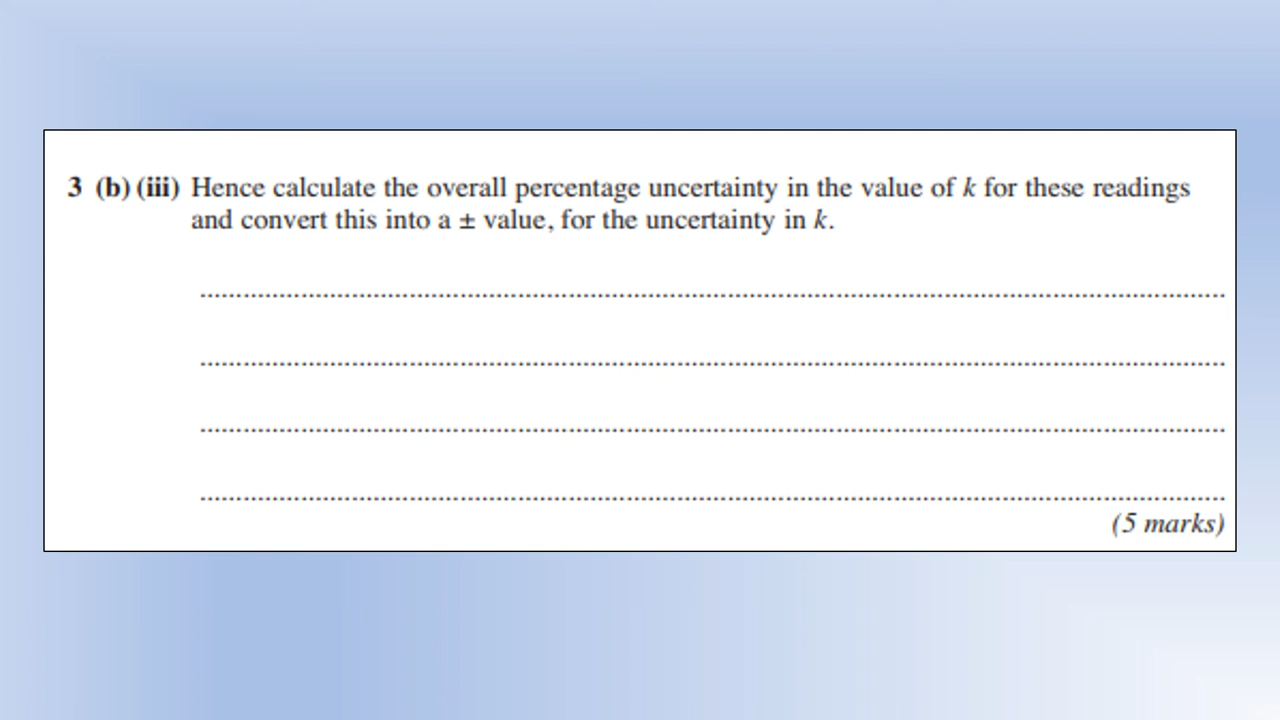 3 (b) (iii) Hence calculate the overall percentage uncertainty in the value of k for these readings
and convert this into a ± value, for the uncertainty in k.
(5 marks)